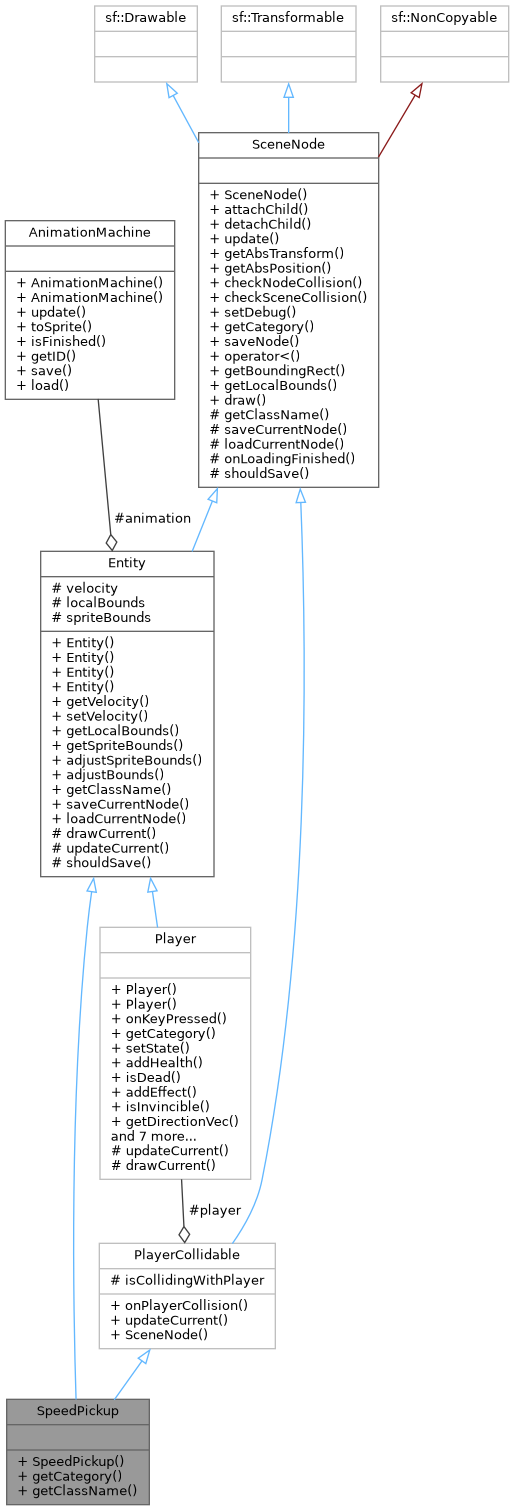 sf::Drawable
sf::Transformable
sf::NonCopyable
SceneNode
+ SceneNode()
+ attachChild()
+ detachChild()
+ update()
+ getAbsTransform()
+ getAbsPosition()
+ checkNodeCollision()
+ checkSceneCollision()
+ setDebug()
+ getCategory()
+ saveNode()
+ operator<()
+ getBoundingRect()
+ getLocalBounds()
+ draw()
# getClassName()
# saveCurrentNode()
# loadCurrentNode()
# onLoadingFinished()
# shouldSave()
AnimationMachine
+ AnimationMachine()
+ AnimationMachine()
+ update()
+ toSprite()
+ isFinished()
+ getID()
+ save()
+ load()
#animation
Entity
# velocity
# localBounds
# spriteBounds
+ Entity()
+ Entity()
+ Entity()
+ Entity()
+ getVelocity()
+ setVelocity()
+ getLocalBounds()
+ getSpriteBounds()
+ adjustSpriteBounds()
+ adjustBounds()
+ getClassName()
+ saveCurrentNode()
+ loadCurrentNode()
# drawCurrent()
# updateCurrent()
# shouldSave()
Player
+ Player()
+ Player()
+ onKeyPressed()
+ getCategory()
+ setState()
+ addHealth()
+ isDead()
+ addEffect()
+ isInvincible()
+ getDirectionVec()
and 7 more...
# updateCurrent()
# drawCurrent()
#player
PlayerCollidable
# isCollidingWithPlayer
+ onPlayerCollision()
+ updateCurrent()
+ SceneNode()
SpeedPickup
+ SpeedPickup()
+ getCategory()
+ getClassName()